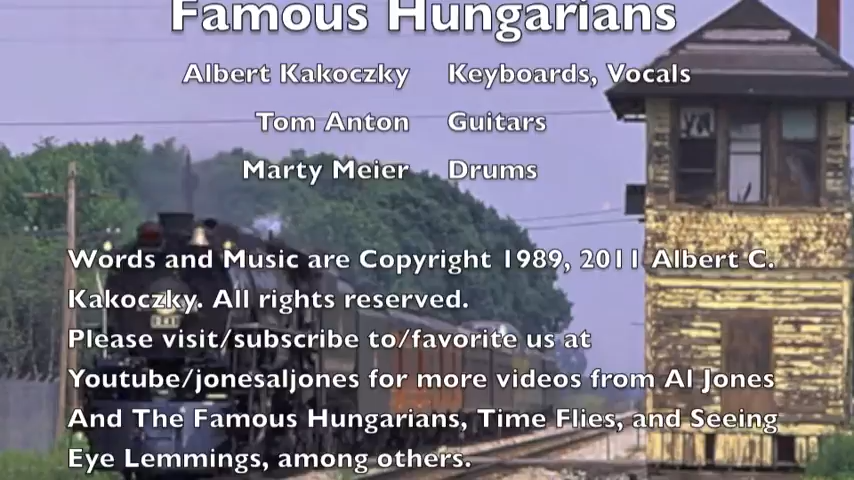 Famous Hungarians
Albert Kakoczky Keyboards, Vocals
Tom Anton Guitars
Marty Meier Drums
Words and Music are Copyright 1989, 2011 Albert C.
Kakoczky. All rights reserved.
Please visit/subscribe to/favorite us at
Youtube/jonesaljones for more videos from Al Jones
And The Famous Hungarians, Time Flies, and Seeing
Eye Lemmings, among others.